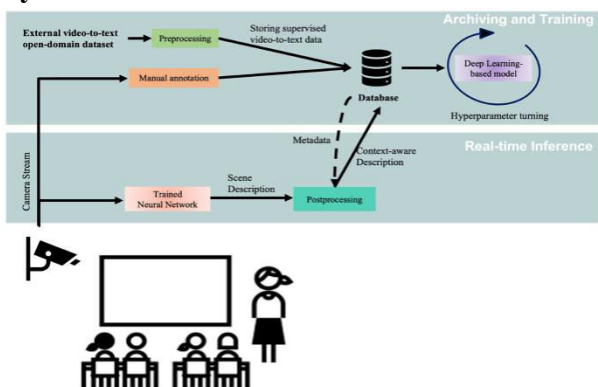 Archiving and Training
External video-to-text
open-domain dataset
Preprocessing
Storing supervised
video-to-text data
Manual annotation
Database
Deep Learning-
based model
Hyperparameter turning
Real-time Inference
Metadata
Context-aware
Description
Camera Stream
Trained
Neural Network
Scene
Description
Postprocessing